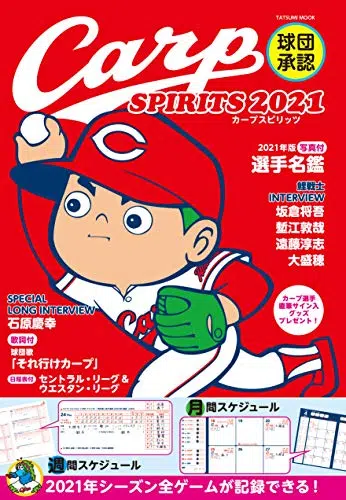 TATSUMI MOOK
Carp
球団
承認
SPIRITS 2021
カープスピリッツ
2021年版 写真付
選手名鑑
鯉戦士
INTERVIEW
坂倉将吾
塹江敦哉
遠藤淳志
大盛穂
カープ選手
直筆サイン入
グッズ
プレゼント!
SPECIAL
LONG INTERVIEW
石原慶幸
歌詞付
球団歌
「それ行けカープ」
日程表付 セントラル・リーグ&
ウエスタン・リーグ
C
Carp
月間スケジュール
週間スケジュール
2021年シーズン全ゲームが記録できる!